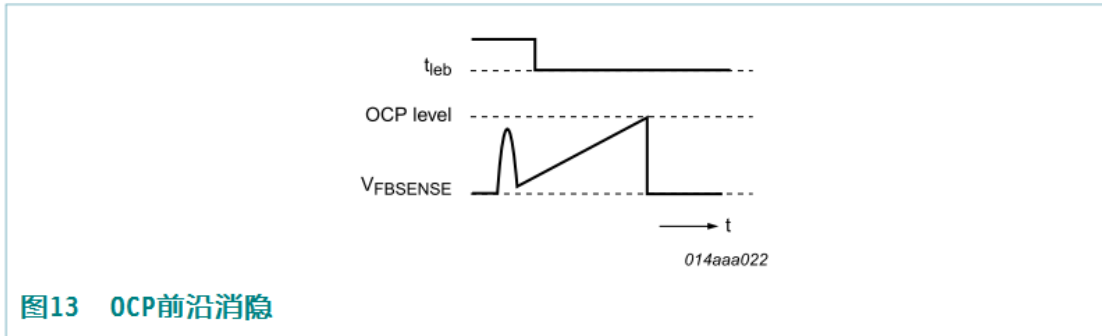 tleb
OCP level
VFBSENSE
t
014aaa022
图13 OCP前沿消隐